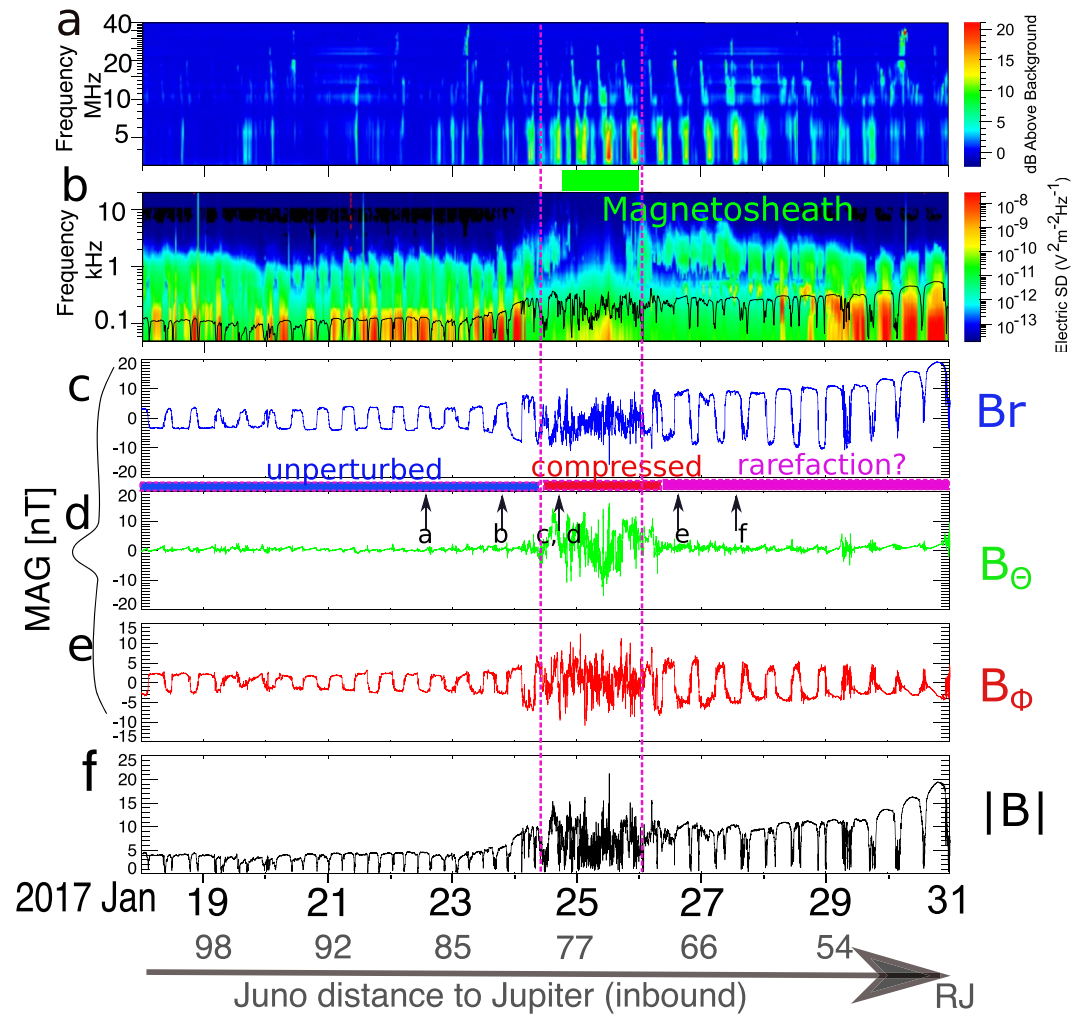 a
40
20
10
5
Frequency
MHz
20
15
10
5
0
dB Above Background
b
Magnetosheath
10
1
0.1
Frequency
kHz
10-8
10-9
10-10
10-11
10-12
10-13
Electric SD (V2m-2Hz-1)
c
20
10
0
-10
-20
Br
unperturbed compressed rarefaction?
d
20
10
0
-10
-20
a b c, d e f
BΘ
MAG [nT]
e
15
10
5
0
-5
-10
-15
BΦ
f
25
20
15
10
5
0
|B|
2017 Jan 19 21 23 25 27 29 31
98 92 85 77 66 54
Juno distance to Jupiter (inbound) RJ